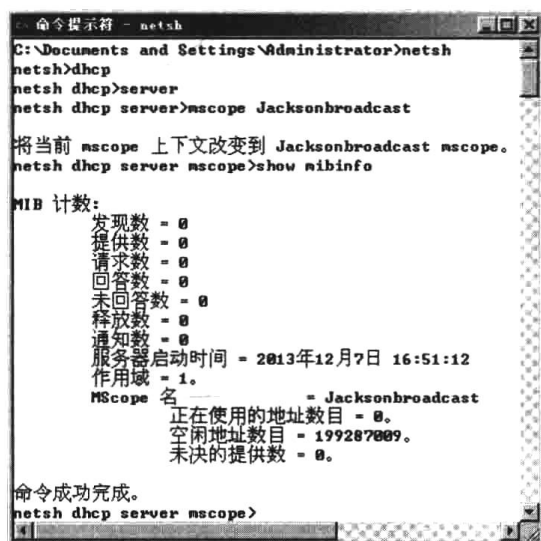 命令提示符 - netsh
C:\Documents and Settings\Administrator>netsh
netsh>dhcp
netsh dhcp>server
netsh dhcp server>mscope Jacksonbroadcast
将当前 mscope 上下文改变到 Jacksonbroadcast mscope。
netsh dhcp server mscope>show mibinfo
MIB 计数:
发现数 = 0
提供数 = 0
请求数 = 0
回答数 = 0
未回答数 = 0
释放数 = 0
通知数 = 0
服务器启动时间 = 2013年12月7日 16:51:12
作用域 = 1。
MScope 名 = Jacksonbroadcast
正在使用的地址数目 = 0。
空闲地址数目 = 199287009。
未决的提供数 = 0。
命令成功完成。
netsh dhcp server mscope>